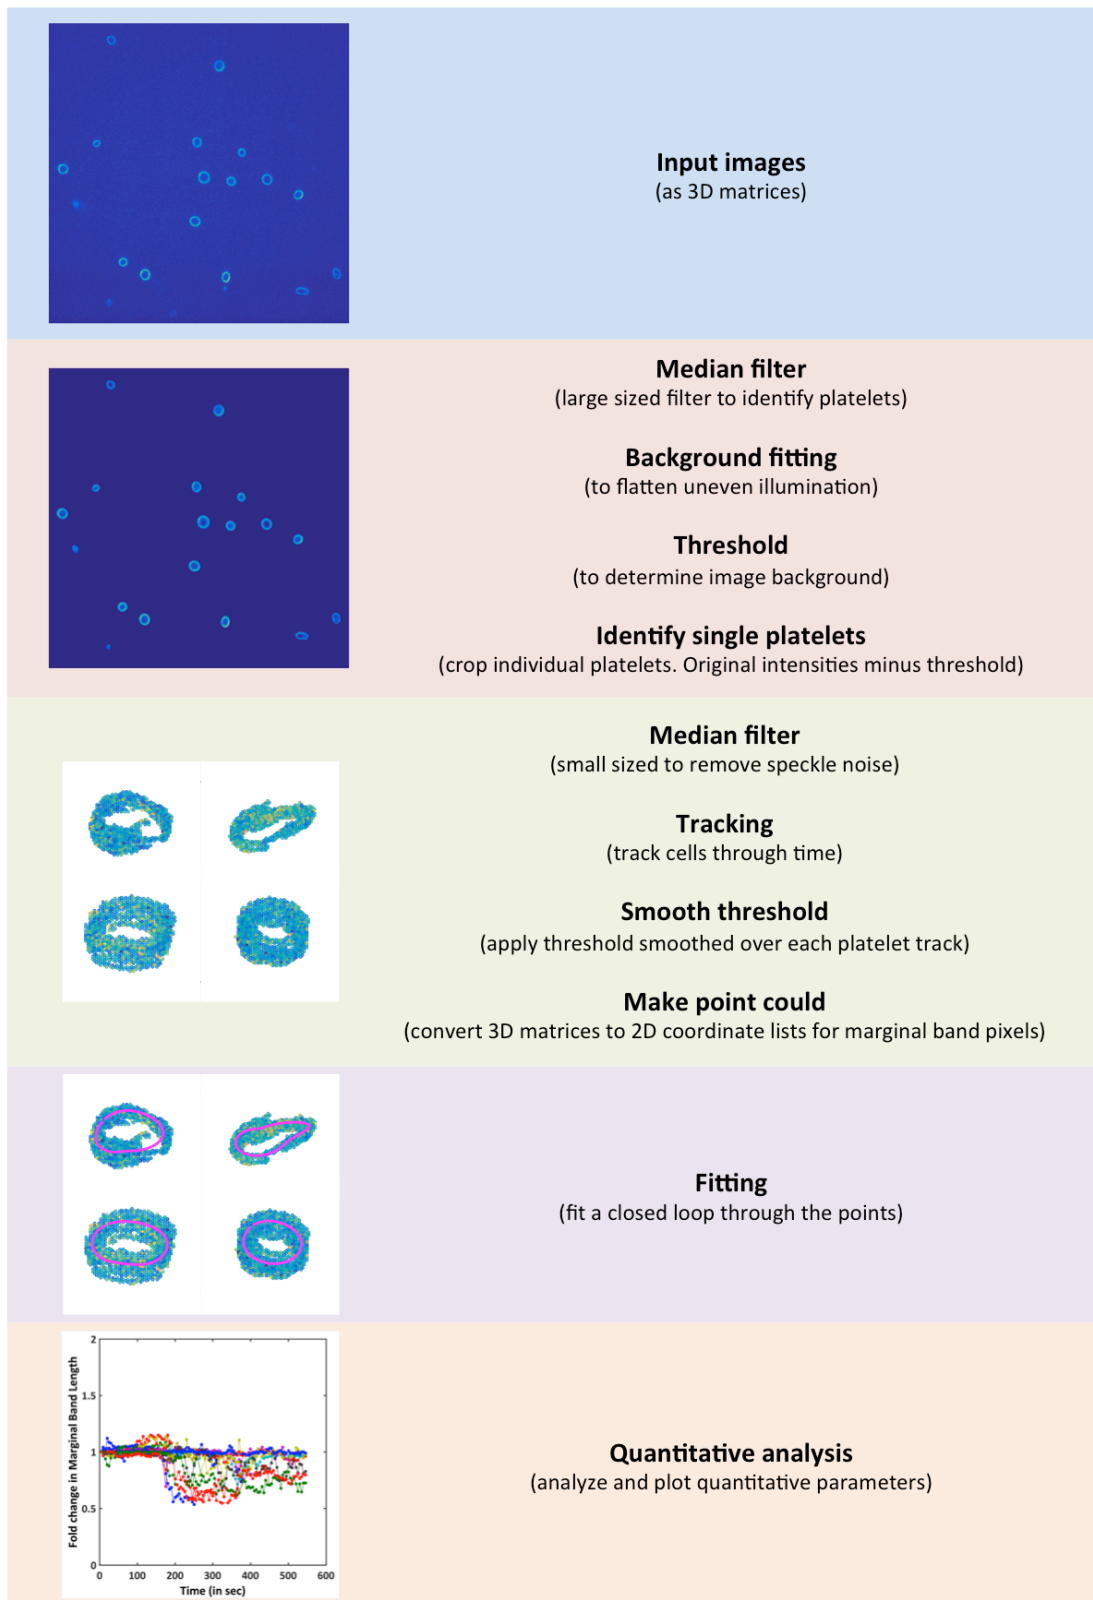 Input images
(as 3D matrices)
Median filter
(large sized filter to identify platelets)
Background fitting
(to flatten uneven illumination)
Threshold
(to determine image background)
Identify single platelets
(crop individual platelets. Original intensities minus threshold)
Median filter
(small sized to remove speckle noise)
Tracking
(track cells through time)
Smooth threshold
(apply threshold smoothed over each platelet track)
Make point could
(convert 3D matrices to 2D coordinate lists for marginal band pixels)
Fitting
(fit a closed loop through the points)
Fold change in Marginal Band Length
2
1.5
1
0.5
0
0 100 200 300 400 500 600
Time (in sec)
Quantitative analysis
(analyze and plot quantitative parameters)